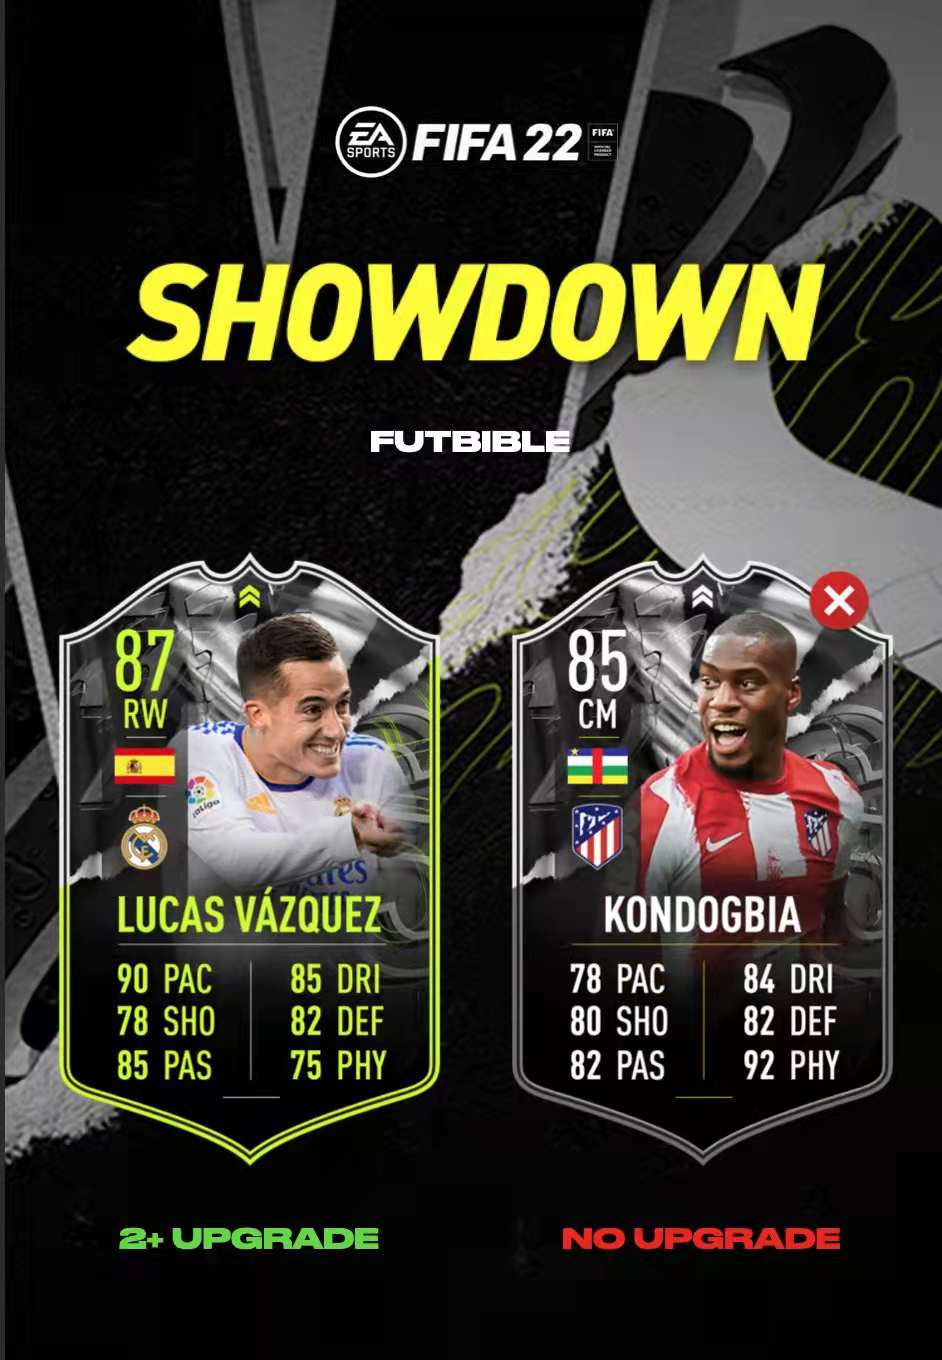 EA
SPORTS
FIFA 22
FIFA
SHOWDOWN
FUTBIBLE
87
RW
LUCAS VÁZQUEZ
90 PAC 85 DRI
78 SHO 82 DEF
85 PAS 75 PHY
2+ UPGRADE
85
CM
KONDOGBIA
78 PAC 84 DRI
80 SHO 82 DEF
82 PAS 92 PHY
NO UPGRADE
LaLiga